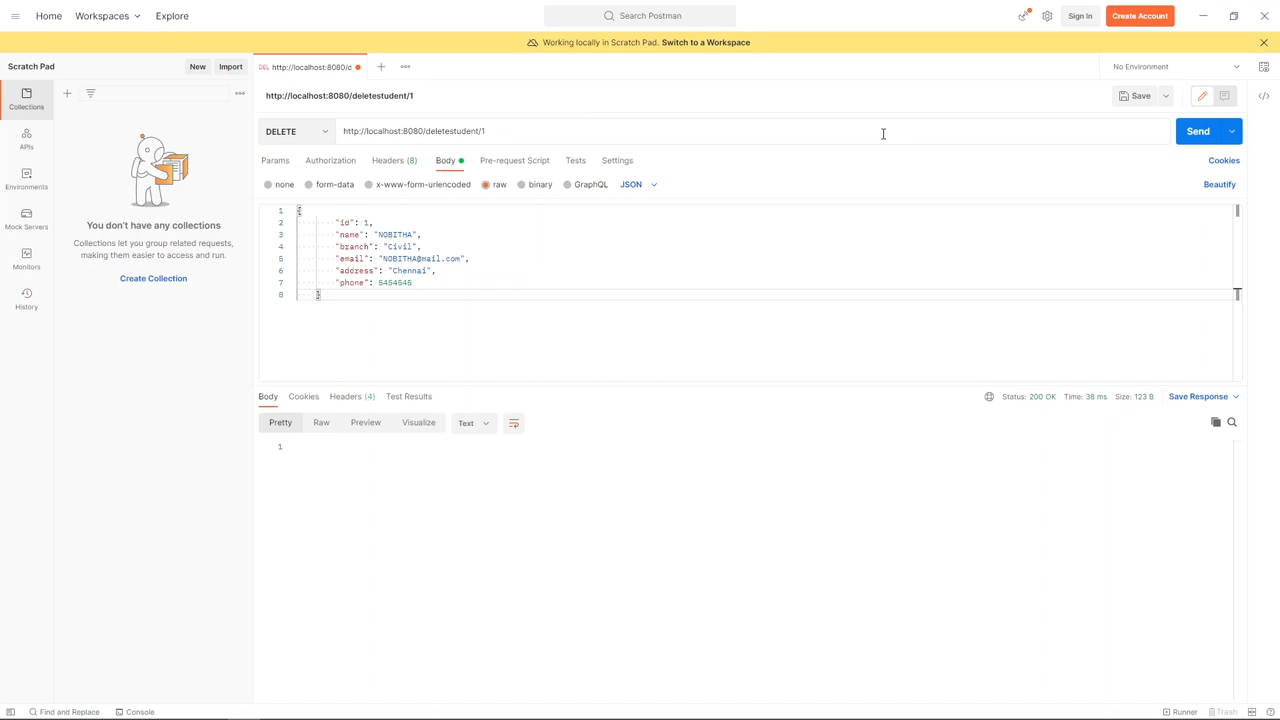 Home Workspaces Explore Search Postman Sign In Create Account
Working locally in Scratch Pad. Switch to a Workspace
Scratch Pad New Import DEL http://localhost:8080/d No Environment
Collections
APIs
Environments
Mock Servers
Monitors
History
You don't have any collections
Collections let you group related requests,
making them easier to access and run.
Create Collection
http://localhost:8080/deletestudent/1 Save
DELETE http://localhost:8080/deletestudent/1 Send
Params Authorization Headers (8) Body Pre-request Script Tests Settings Cookies
none form-data x-www-form-urlencoded raw binary GraphQL JSON Beautify
1 {
2 "id": 1,
3 "name": "NOBITHA",
4 "branch": "Civil",
5 "email": "NOBITHA@mail.com",
6 "address": "Chennai",
7 "phone": 5454545
8 }
Body Cookies Headers (4) Test Results Status: 200 OK Time: 38 ms Size: 123 B Save Response
Pretty Raw Preview Visualize Text
1
Find and Replace Console Runner Trash